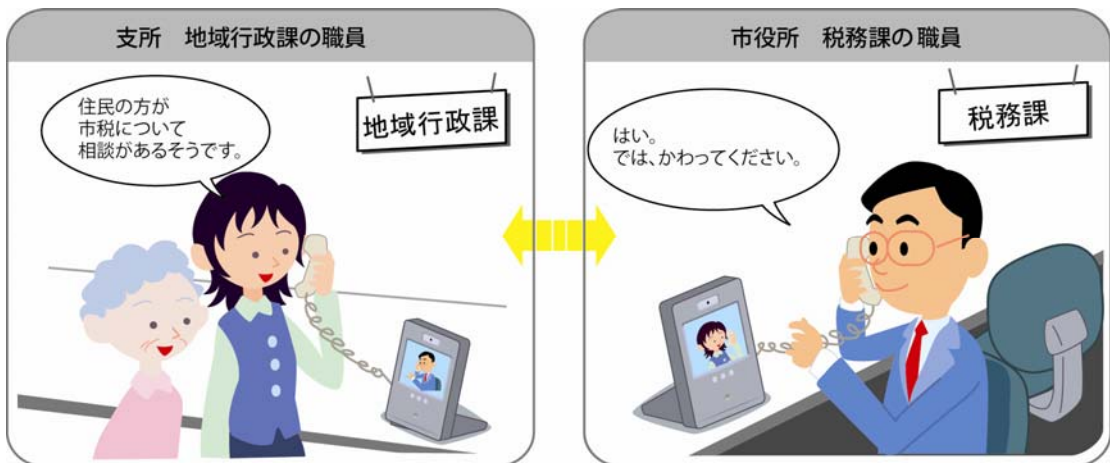 支所　地域行政課の職員
住民の方が
市税について
相談があるそうです。
地域行政課
市役所　税務課の職員
はい。
では、かわってください。
税務課